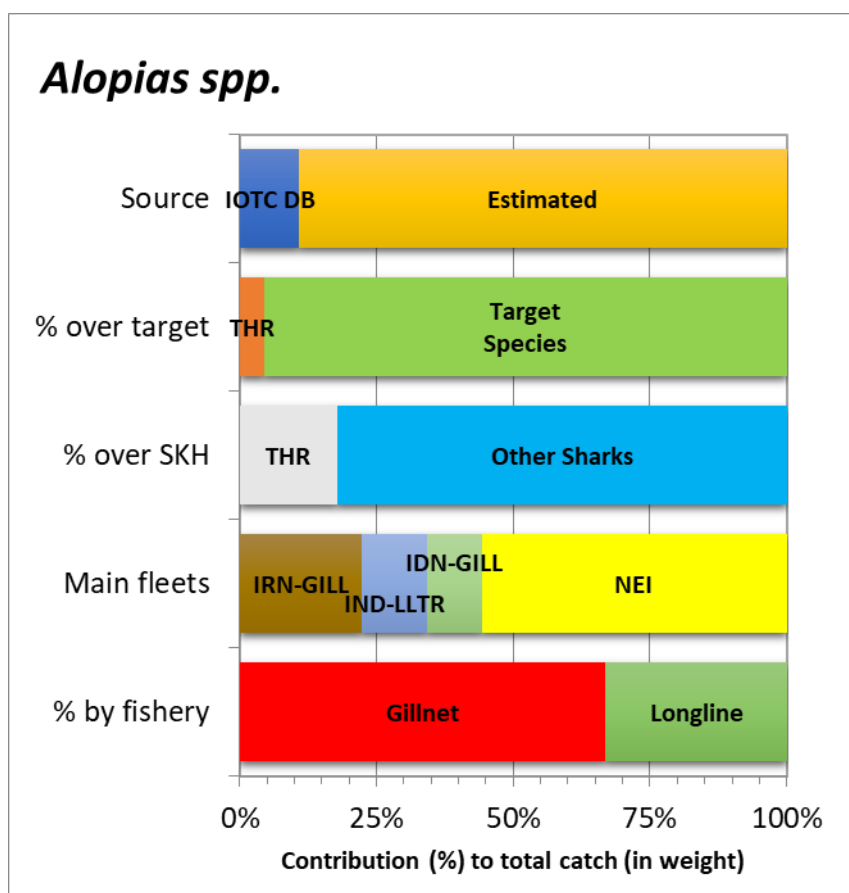 Alopias spp.
Source
IOTC DB
Estimated
% over target
THR
Target
Species
% over SKH
THR
Other Sharks
Main fleets
IRN-GILL
IND-LLTR
IDN-GILL
NEI
% by fishery
Gillnet
Longline
0% 25% 50% 75% 100%
Contribution (%) to total catch (in weight)